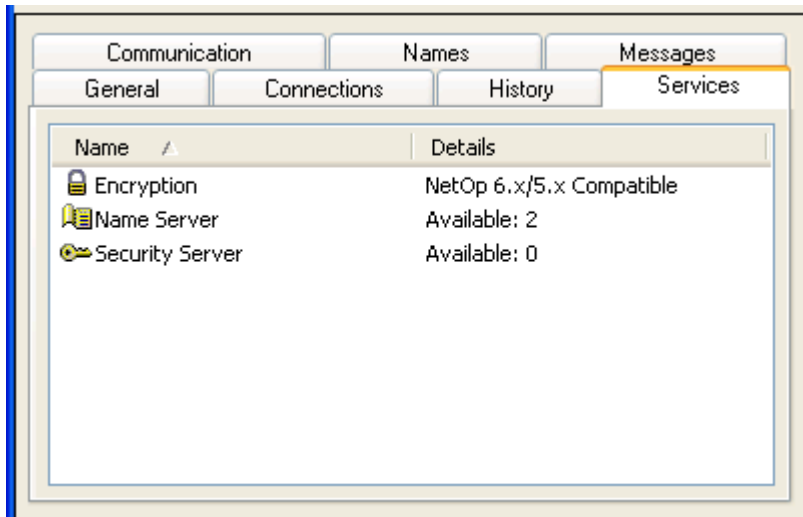 Communication Names Messages
General Connections History Services
Name Details
Encryption NetOp 6.x/5.x Compatible
Name Server Available: 2
Security Server Available: 0